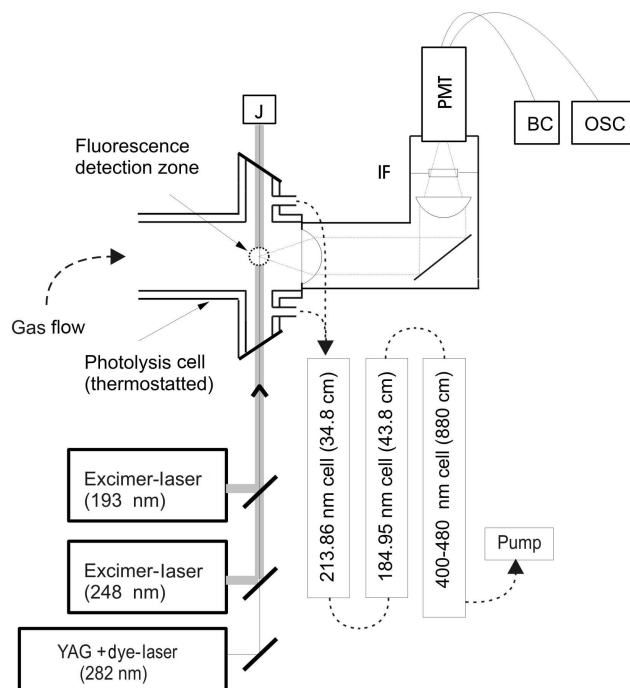 PMT
BC
OSC
J
IF
Fluorescence
detection zone
Gas flow
Photolysis cell
(thermostatted)
213.86 nm cell (34.8 cm)
184.95 nm cell (43.8 cm)
400-480 nm cell (880 cm)
Pump
Excimer-laser
(193 nm)
Excimer-laser
(248 nm)
YAG +dye-laser
(282 nm)